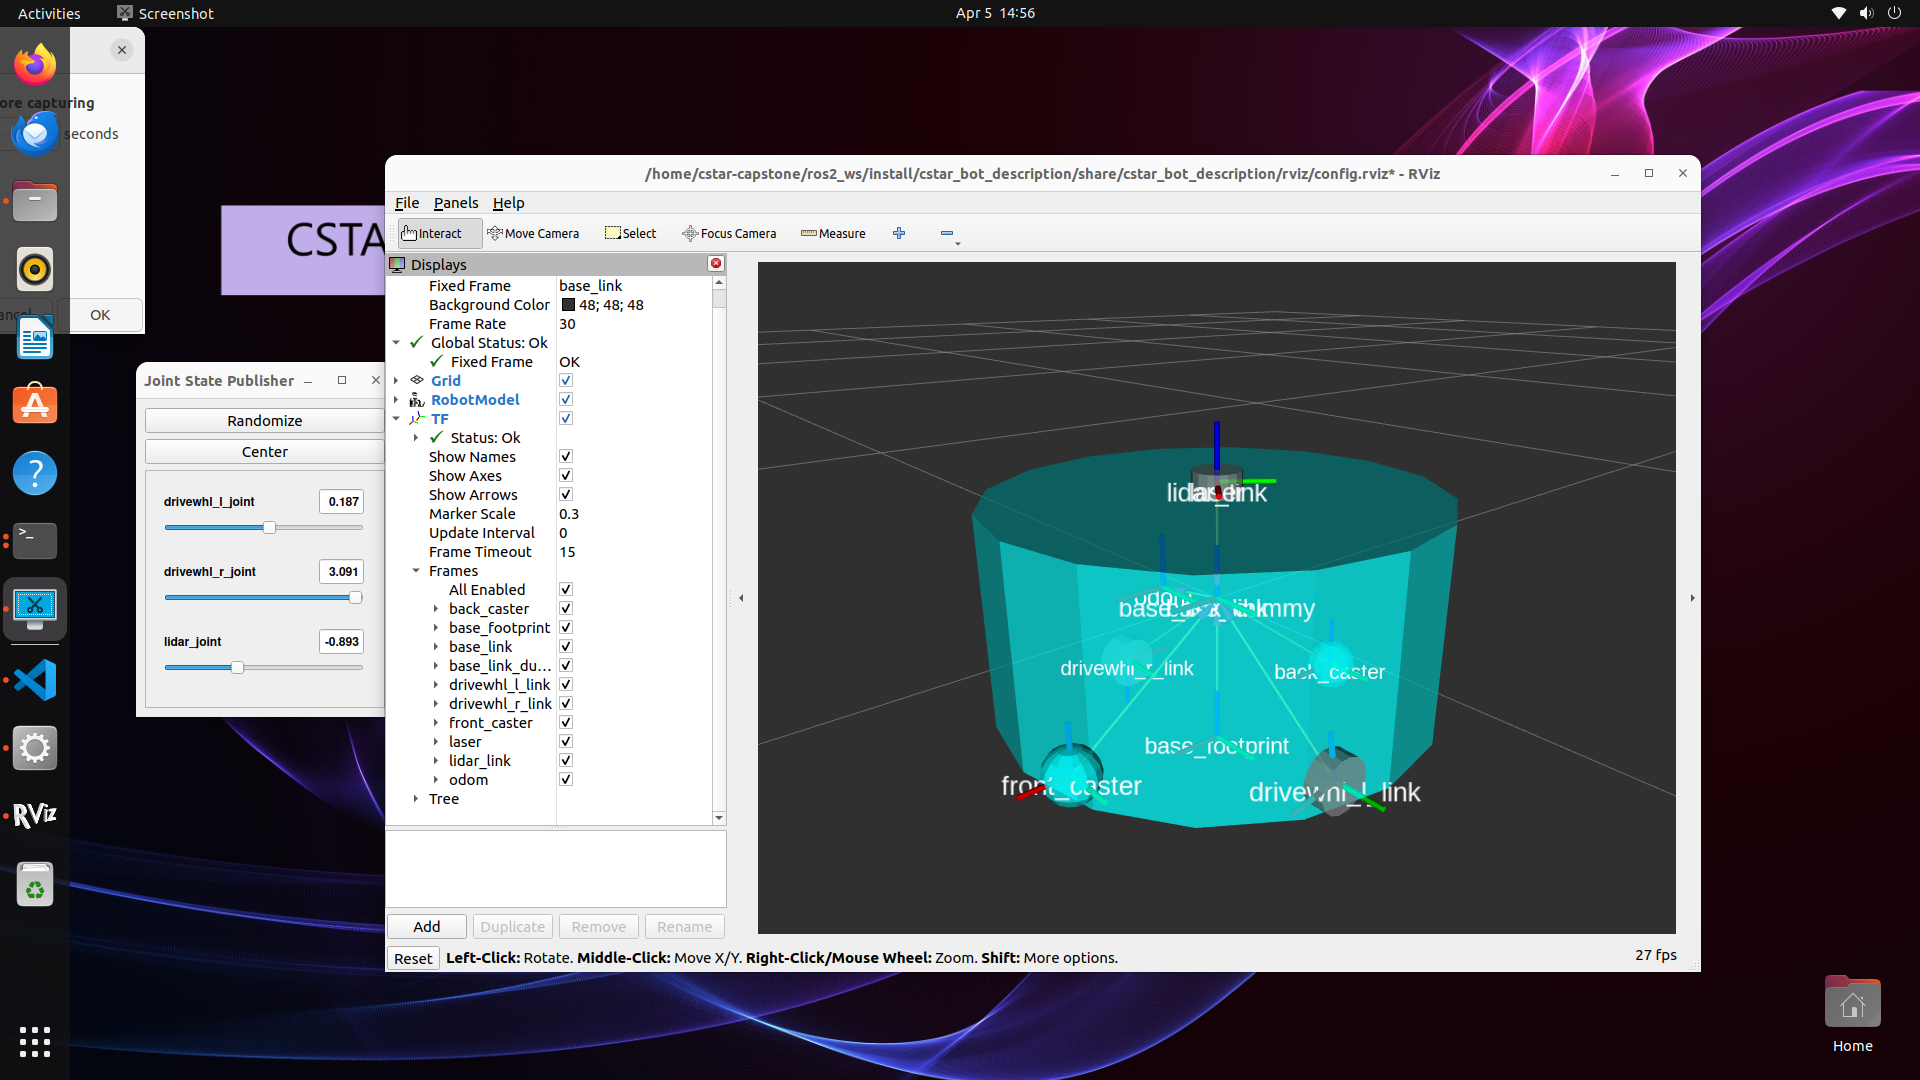 Activities
Screenshot
Apr 5 14:56
ore capturing
seconds
OK
CSTA
Joint State Publisher
Randomize
Center
drivewhl_l_joint
0.187
drivewhl_r_joint
3.091
lidar_joint
-0.893
/home/cstar-capstone/ros2_ws/install/cstar_bot_description/share/cstar_bot_description/rviz/config.rviz* - RViz
File Panels Help
Interact Move Camera Select Focus Camera Measure
Displays
Fixed Frame base_link
Background Color 48; 48; 48
Frame Rate 30
Global Status: Ok
Fixed Frame OK
Grid
RobotModel
TF
Status: Ok
Show Names
Show Axes
Show Arrows
Marker Scale 0.3
Update Interval 0
Frame Timeout 15
Frames
All Enabled
back_caster
base_footprint
base_link
base_link_du...
drivewhl_l_link
drivewhl_r_link
front_caster
laser
lidar_link
odom
Tree
Add Duplicate Remove Rename
Reset Left-Click: Rotate. Middle-Click: Move X/Y. Right-Click/Mouse Wheel: Zoom. Shift: More options.
27 fps
drivewhl_r_link
back_caster
base_footprint
front_caster
drivewhl_l_link
RViz
Home